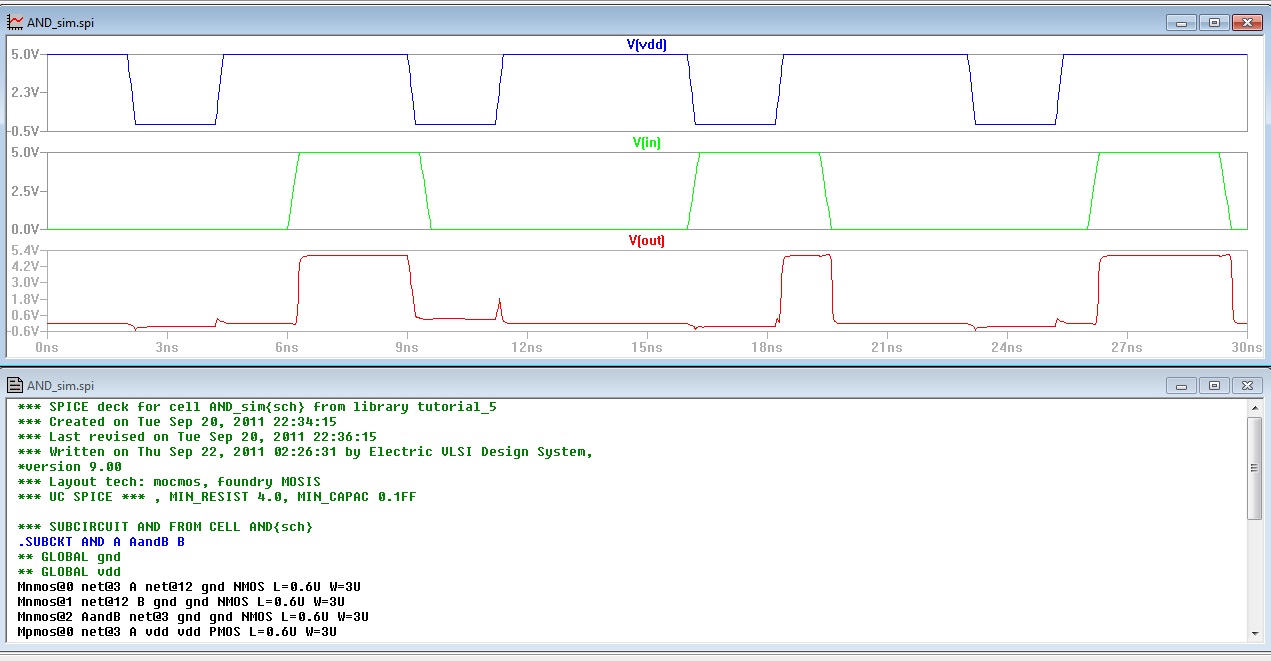 AND_sim.spi
V(vdd)
5.0V
2.3V
-0.5V
V(in)
5.0V
2.5V
0.0V
V(out)
5.4V
4.2V
3.0V
1.8V
0.6V
-0.6V
0ns 3ns 6ns 9ns 12ns 15ns 18ns 21ns 24ns 27ns 30ns
AND_sim.spi
*** SPICE deck for cell AND_sim{sch} from library tutorial_5
*** Created on Tue Sep 20, 2011 22:34:15
*** Last revised on Tue Sep 20, 2011 22:36:15
*** Written on Thu Sep 22, 2011 02:26:31 by Electric VLSI Design System,
*version 9.00
*** Layout tech: mocmos, foundry MOSIS
*** UC SPICE *** , MIN_RESIST 4.0, MIN_CAPAC 0.1FF
*** SUBCIRCUIT AND FROM CELL AND{sch}
.SUBCKT AND A AandB B
** GLOBAL gnd
** GLOBAL vdd
Mnmos@0 net@3 A net@12 gnd NMOS L=0.6U W=3U
Mnmos@1 net@12 B gnd gnd NMOS L=0.6U W=3U
Mnmos@2 AandB net@3 gnd gnd NMOS L=0.6U W=3U
Mpmos@0 net@3 A vdd vdd PMOS L=0.6U W=3U